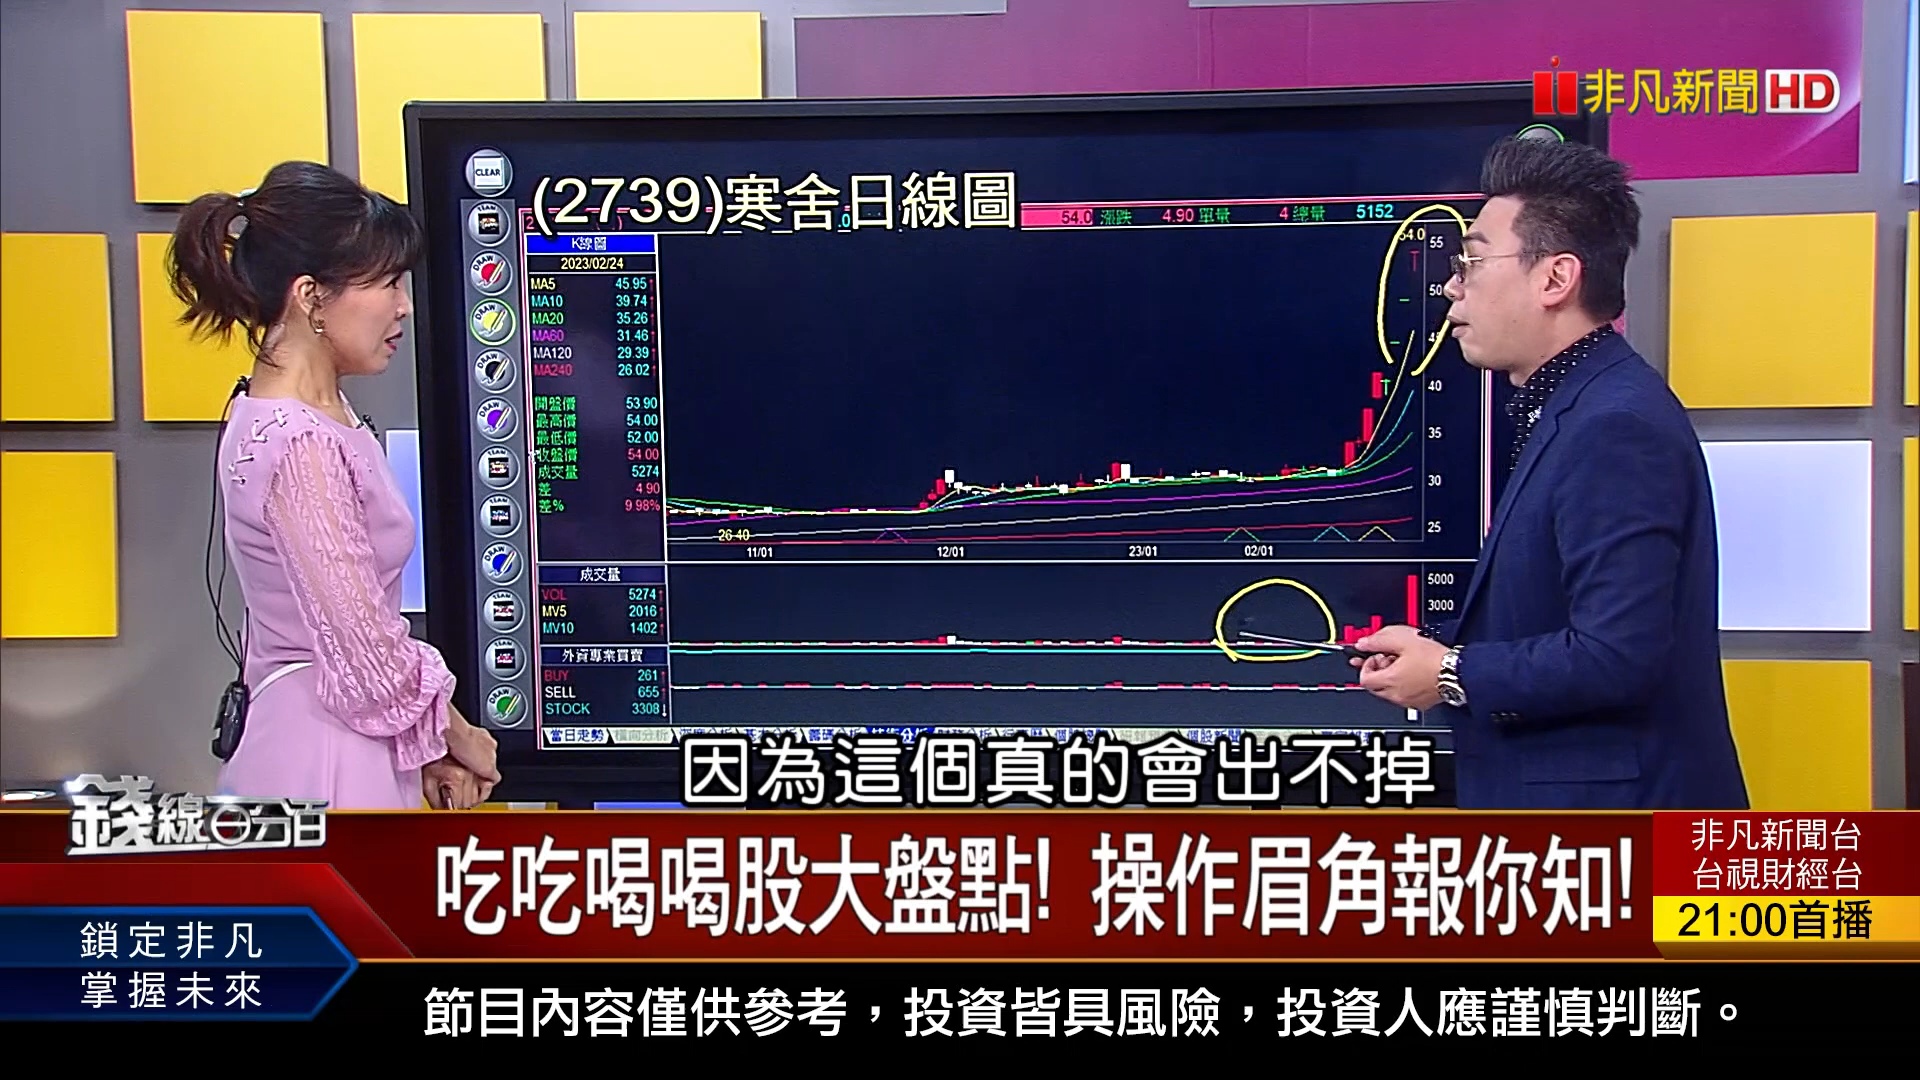 非凡新聞HD
(2739)寒舍日線圖
CLEAR
54.0 漲跌 4.90 單量 4 總量 5152
K線圖
2023/02/24
MA5 45.95
MA10 39.74
MA20 35.26
MA60 31.46
MA120 29.39
MA240 26.02
開盤價 53.90
最高價 54.00
最低價 52.00
收盤價 54.00
成交量 5274
差 4.90
差% 9.98%
54.0
55
50
40
35
30
25
26.40
11/01 12/01 23/01 02/01
成交量
VOL 5274
MV5 2016
MV10 1402
5000
3000
外資專業買賣
BUY 261
SELL 655
STOCK 3308
DRAW
TEAM
當日走勢
因為這個真的會出不掉
錢線百分百
吃吃喝喝股大盤點! 操作眉角報你知!
非凡新聞台
台視財經台
21:00首播
鎖定非凡
掌握未來
節目內容僅供參考，投資皆具風險，投資人應謹慎判斷。